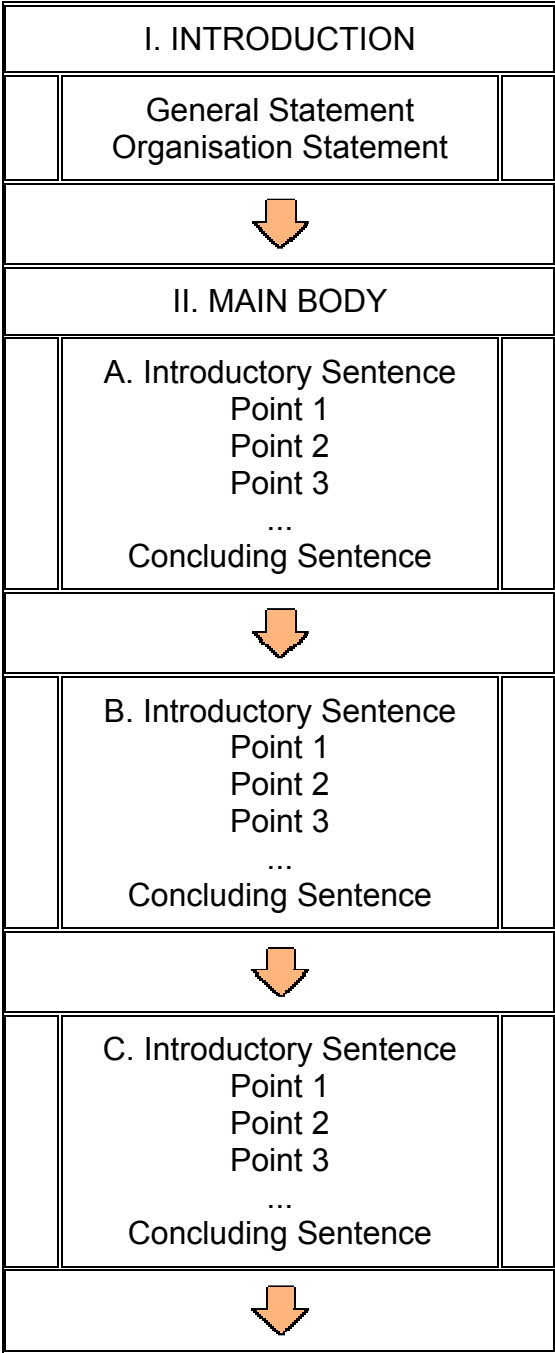 I. INTRODUCTION
General Statement
Organisation Statement
II. MAIN BODY
A. Introductory Sentence
Point 1
Point 2
Point 3
...
Concluding Sentence
B. Introductory Sentence
Point 1
Point 2
Point 3
...
Concluding Sentence
C. Introductory Sentence
Point 1
Point 2
Point 3
...
Concluding Sentence